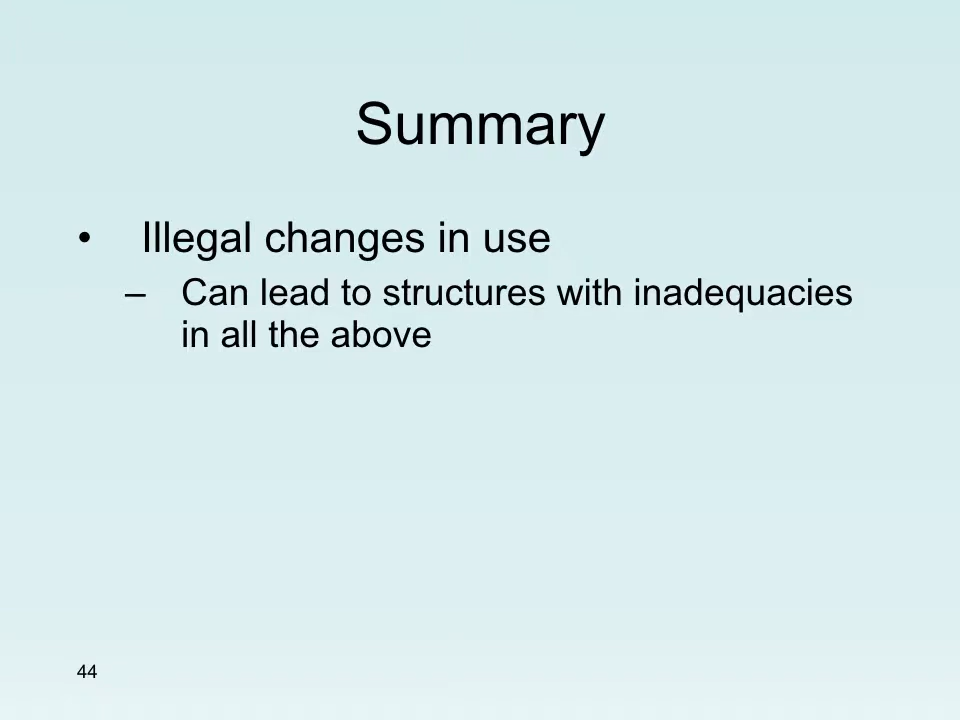 Summary
• Illegal changes in use
– Can lead to structures with inadequacies
in all the above
44